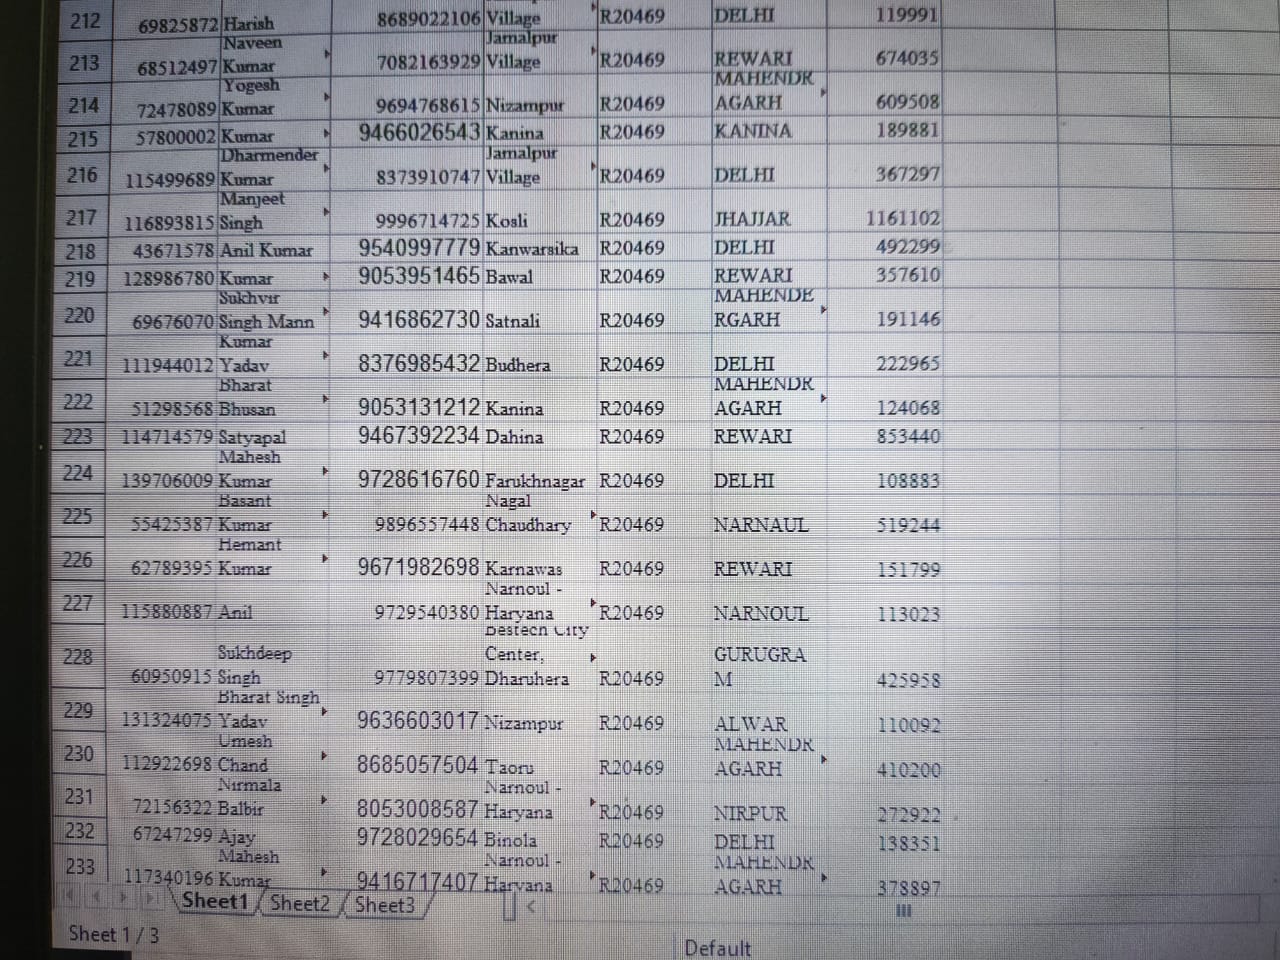 212 69825872 Harish 8689022106 Village R20469 DELHI 119991
Naveen Jamalpur
213 68512497 Kumar 7082163929 Village R20469 REWARI 674035
Yogesh MAHENDR
214 72478089 Kumar 9694768615 Nizampur R20469 AGARH 609508
215 57800002 Kumar 9466026543 Kanina R20469 KANINA 189881
Dharmender Jamalpur
216 115499689 Kumar 8373910747 Village R20469 DELHI 367297
Manjeet
217 116893815 Singh 9996714725 Kosli R20469 JHAJJAR 1161102
218 43671578 Anil Kumar 9540997779 Kanwarsika R20469 DELHI 492299
219 128986780 Kumar 9053951465 Bawal R20469 REWARI 357610
Sukhvir MAHENDE
220 69676070 Singh Mann 9416862730 Satnali R20469 RGARH 191146
Kumar
221 111944012 Yadav 8376985432 Budhera R20469 DELHI 222965
Bharat MAHENDR
222 51298568 Bhusan 9053131212 Kanina R20469 AGARH 124068
223 114714579 Satyapal 9467392234 Dahina R20469 REWARI 853440
Mahesh
224 139706009 Kumar 9728616760 Farukhnagar R20469 DELHI 108883
Basant Nagal
225 55425387 Kumar 9896557448 Chaudhary R20469 NARNAUL 519244
Hemant
226 62789395 Kumar 9671982698 Karnawas R20469 REWARI 151799
Narnoul -
227 115880887 Anil 9729540380 Haryana R20469 NARNOUL 113023
Bestech City
228 Sukhdeep Center, GURUGRA
60950915 Singh 9779807399 Dharuhera R20469 M 425958
Bharat Singh
229 131324075 Yadav 9636603017 Nizampur R20469 ALWAR 110092
Umesh MAHENDR
230 112922698 Chand 8685057504 Taoru R20469 AGARH 410200
Nirmala Narnoul -
231 72156322 Balbir 8053008587 Haryana R20469 NIRPUR 272922
232 67247299 Ajay 9728029654 Binola R20469 DELHI 138351
Mahesh Narnoul - MAHENDR
233 117340196 Kumar 9416717407 Haryana R20469 AGARH 378897
Sheet1 Sheet2 Sheet3
Sheet 1 / 3 Default